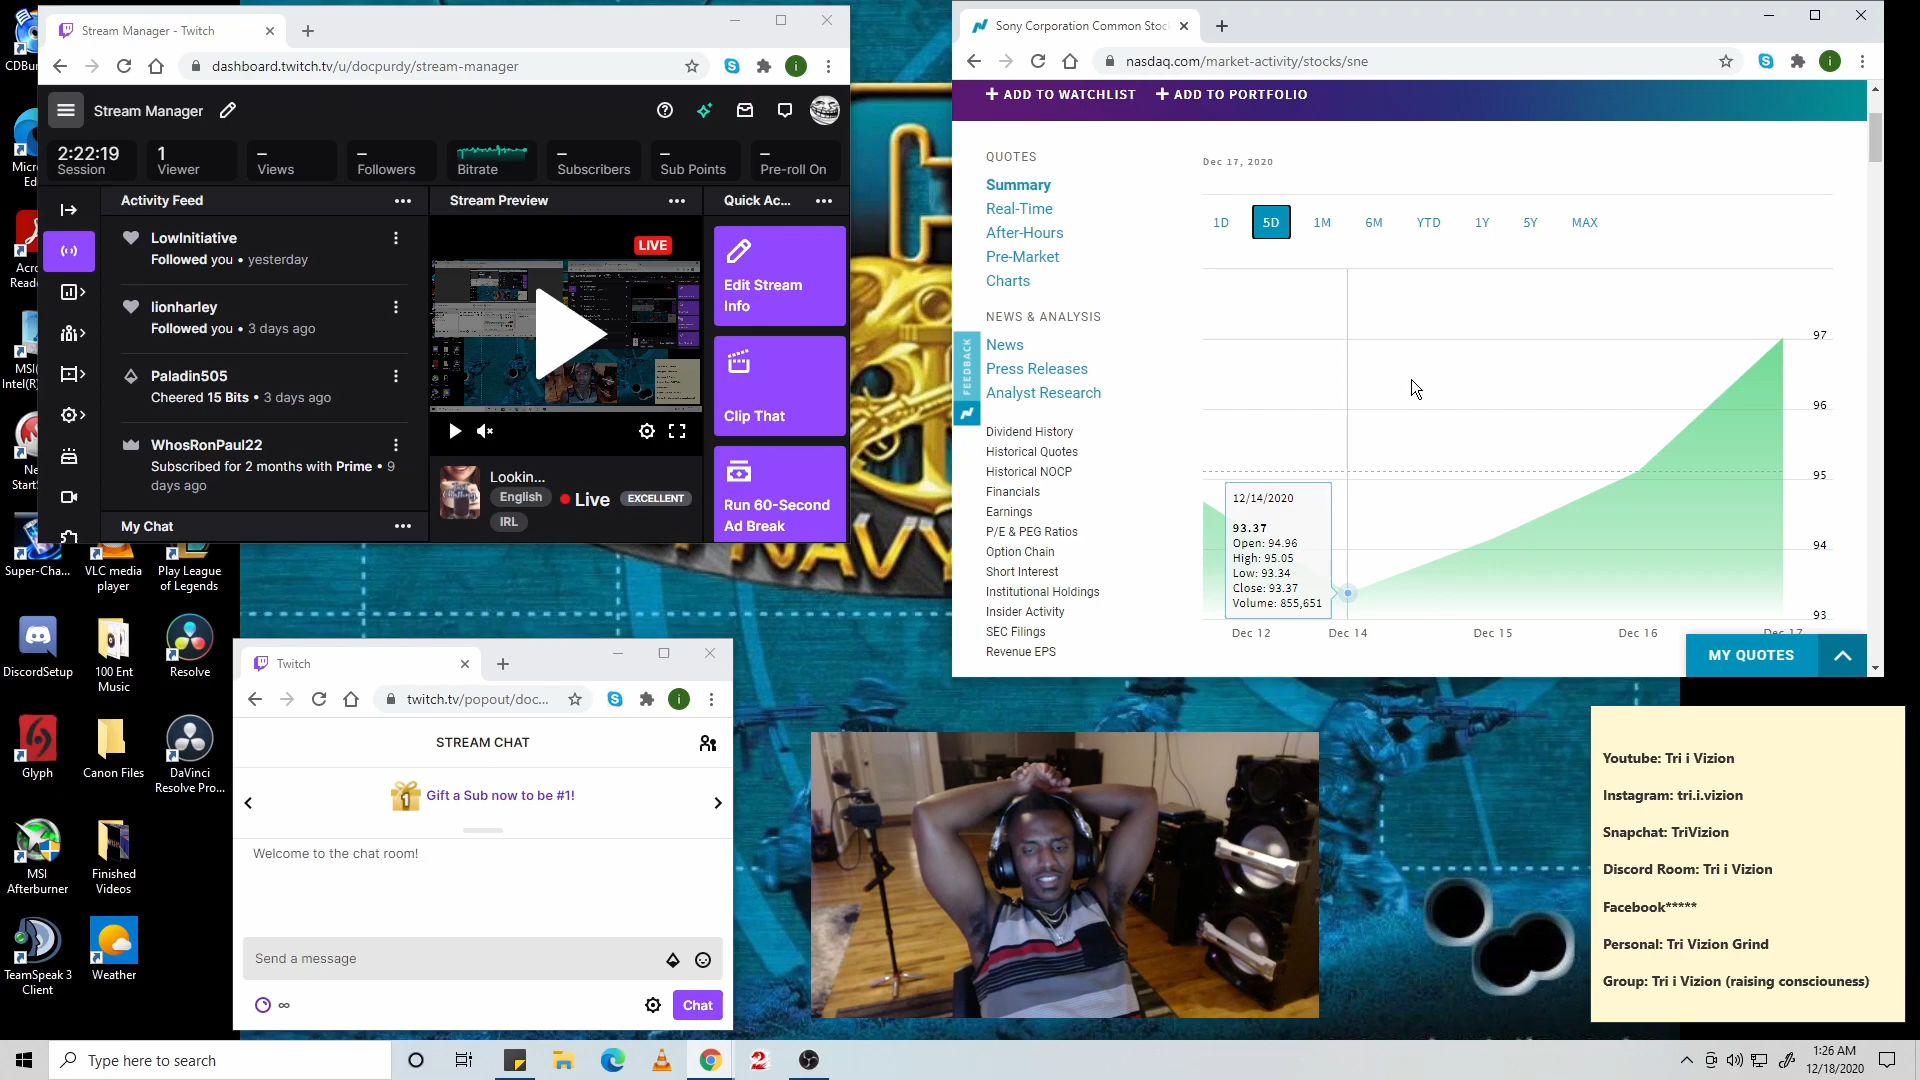 Stream Manager - Twitch
dashboard.twitch.tv/u/docpurdy/stream-manager
i
Stream Manager
2:22:19
Session
1
Viewer
–
Views
–
Followers
Bitrate
–
Subscribers
–
Sub Points
–
Pre-roll On
Activity Feed
LowInitiative
Followed you • yesterday
lionharley
Followed you • 3 days ago
Paladin505
Cheered 15 Bits • 3 days ago
WhosRonPaul22
Subscribed for 2 months with Prime • 9
days ago
My Chat
Stream Preview
LIVE
Lookin...
English
IRL
Live
EXCELLENT
Quick Ac...
Edit Stream
Info
Clip That
Run 60-Second
Ad Break
Sony Corporation Common Stoc
nasdaq.com/market-activity/stocks/sne
i
+ ADD TO WATCHLIST
+ ADD TO PORTFOLIO
QUOTES
Summary
Real-Time
After-Hours
Pre-Market
Charts
NEWS & ANALYSIS
News
Press Releases
Analyst Research
Dividend History
Historical Quotes
Historical NOCP
Financials
Earnings
P/E & PEG Ratios
Option Chain
Short Interest
Institutional Holdings
Insider Activity
SEC Filings
Revenue EPS
FEEDBACK
Dec 17, 2020
1D 5D 1M 6M YTD 1Y 5Y MAX
97
96
95
94
93
12/14/2020
93.37
Open: 94.96
High: 95.05
Low: 93.34
Close: 93.37
Volume: 855,651
Dec 12 Dec 14 Dec 15 Dec 16 Dec 17
MY QUOTES
NAVY
Super-Cha...
VLC media
player
Play League
of Legends
DiscordSetup
100 Ent
Music
Resolve
Glyph
Canon Files
DaVinci
Resolve Pro...
MSI
Afterburner
Finished
Videos
TeamSpeak 3
Client
Weather
Twitch
twitch.tv/popout/doc...
i
STREAM CHAT
1
Gift a Sub now to be #1!
Welcome to the chat room!
Send a message
∞
Chat
Youtube: Tri i Vizion
Instagram: tri.i.vizion
Snapchat: TriVizion
Discord Room: Tri i Vizion
Facebook*****
Personal: Tri Vizion Grind
Group: Tri i Vizion (raising consciouness)
Type here to search
1:26 AM
12/18/2020